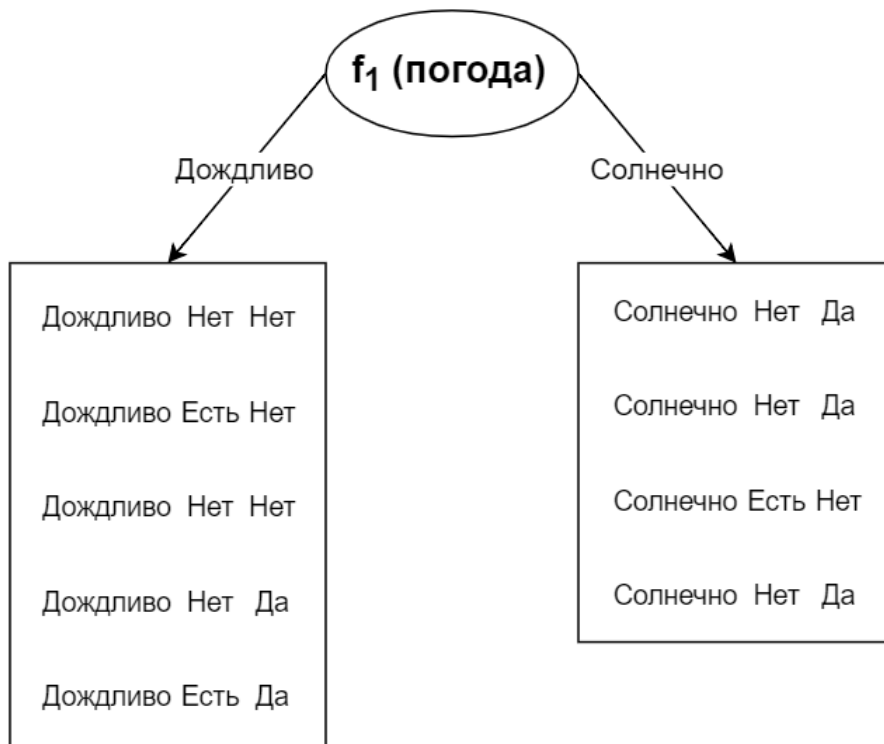 f₁ (погода)
Дождливо
Солнечно
Дождливо Нет Нет
Дождливо Есть Нет
Дождливо Нет Нет
Дождливо Нет Да
Дождливо Есть Да
Солнечно Нет Да
Солнечно Нет Да
Солнечно Есть Нет
Солнечно Нет Да